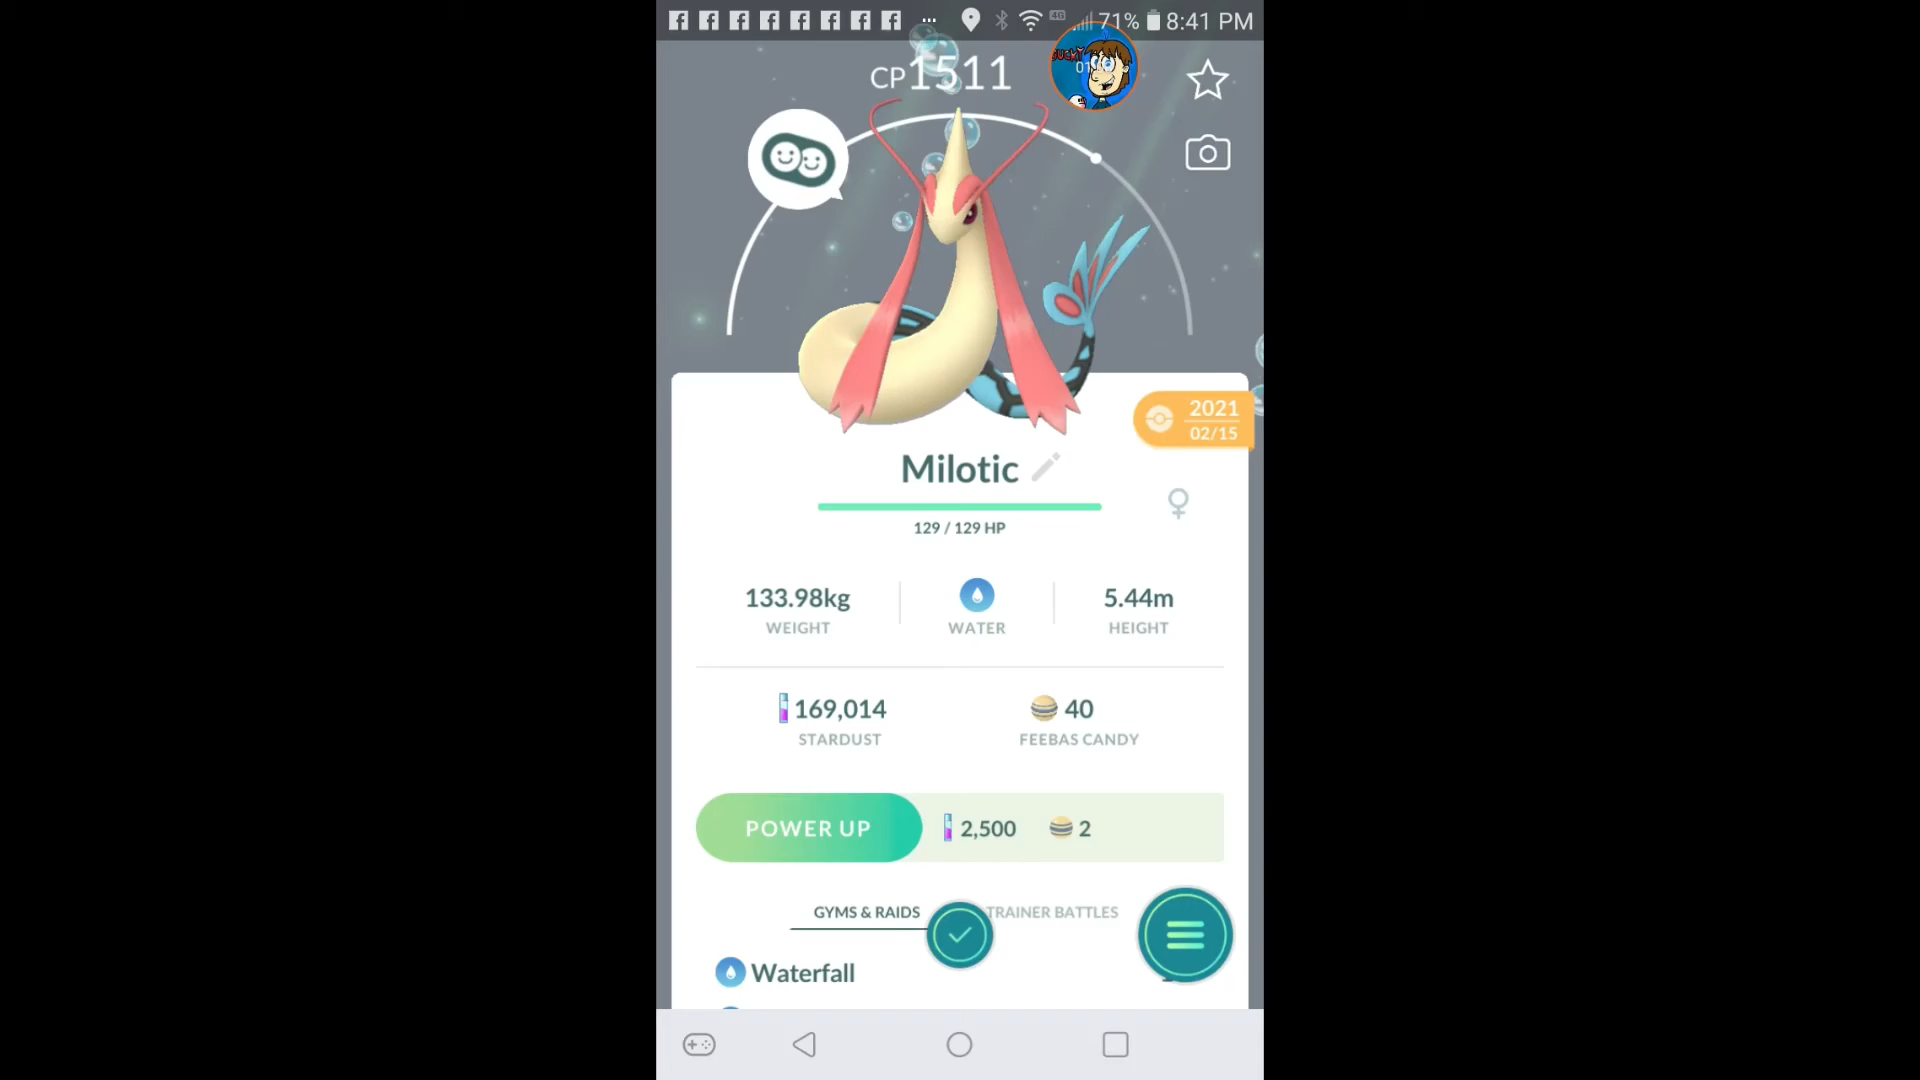 71% 8:41 PM
CP1511
2021
02/15
Milotic
129 / 129 HP
133.98kg
WEIGHT
WATER
5.44m
HEIGHT
169,014
STARDUST
40
FEEBAS CANDY
POWER UP
2,500
2
GYMS & RAIDS
TRAINER BATTLES
Waterfall